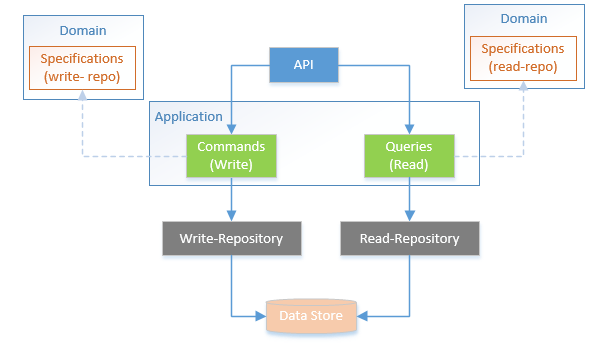 Domain
Specifications
(write- repo)
Domain
Specifications
(read-repo)
API
Application
Commands
(Write)
Queries
(Read)
Write-Repository
Read-Repository
Data Store